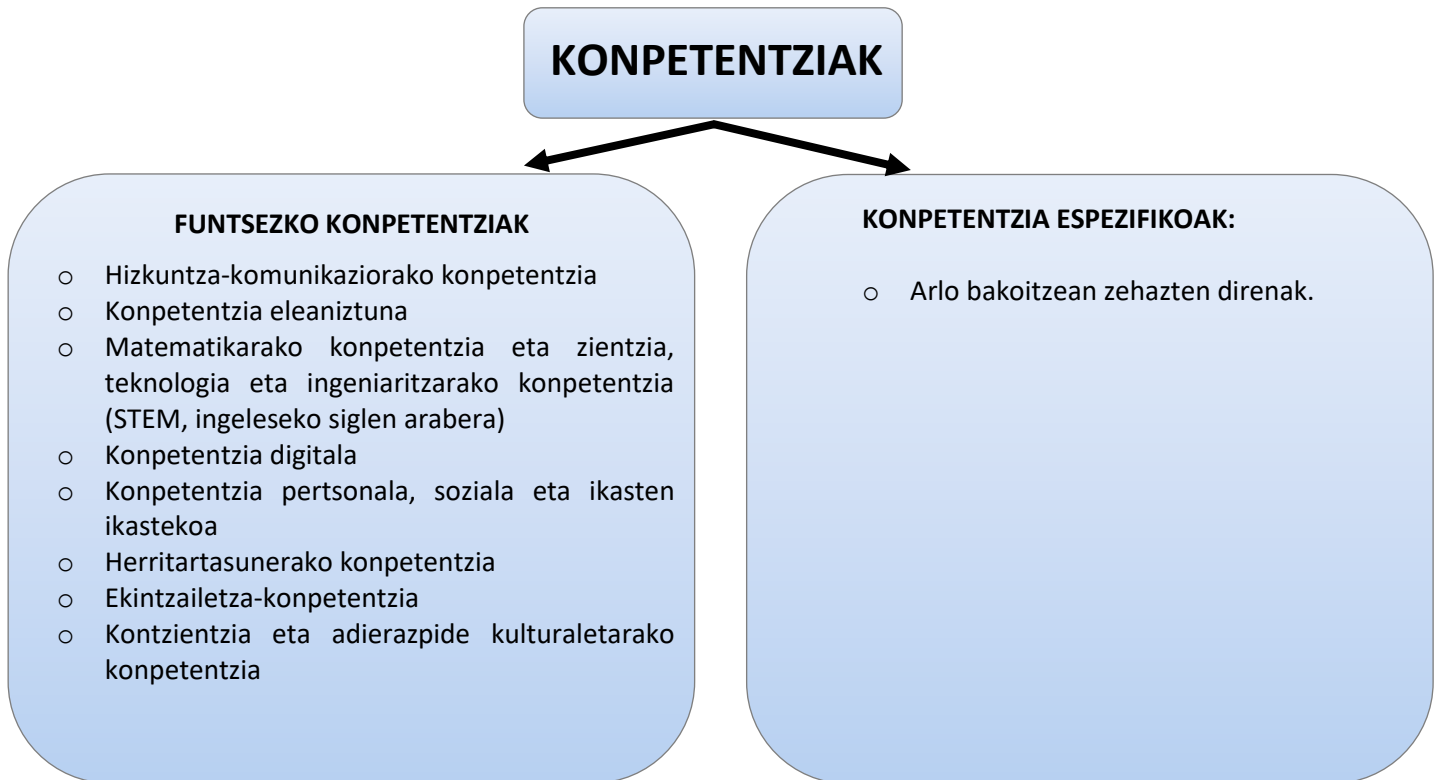 KONPETENTZIAK
FUNTSEZKO KONPETENTZIAK
o Hizkuntza-komunikaziorako konpetentzia
o Konpetentzia eleaniztuna
o Matematikarako konpetentzia eta zientzia,
teknologia eta ingeniaritzarako konpetentzia
(STEM, ingeleseko siglen arabera)
o Konpetentzia digitala
o Konpetentzia pertsonala, soziala eta ikasten
ikastekoa
o Herritartasunerako konpetentzia
o Ekintzailetza-konpetentzia
o Kontzientzia eta adierazpide kulturaletarako
konpetentzia
KONPETENTZIA ESPEZIFIKOAK:
o Arlo bakoitzean zehazten direnak.